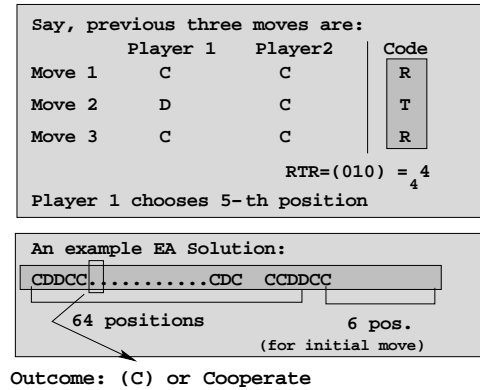 Say, previous three moves are:
Player 1 Player2 Code
Move 1 C C R
Move 2 D C T
Move 3 C C R
RTR=(010)4 = 4
Player 1 chooses 5-th position
An example EA Solution:
CDDCC...........CDC CCDDCC
64 positions 6 pos.
(for initial move)
Outcome: (C) or Cooperate